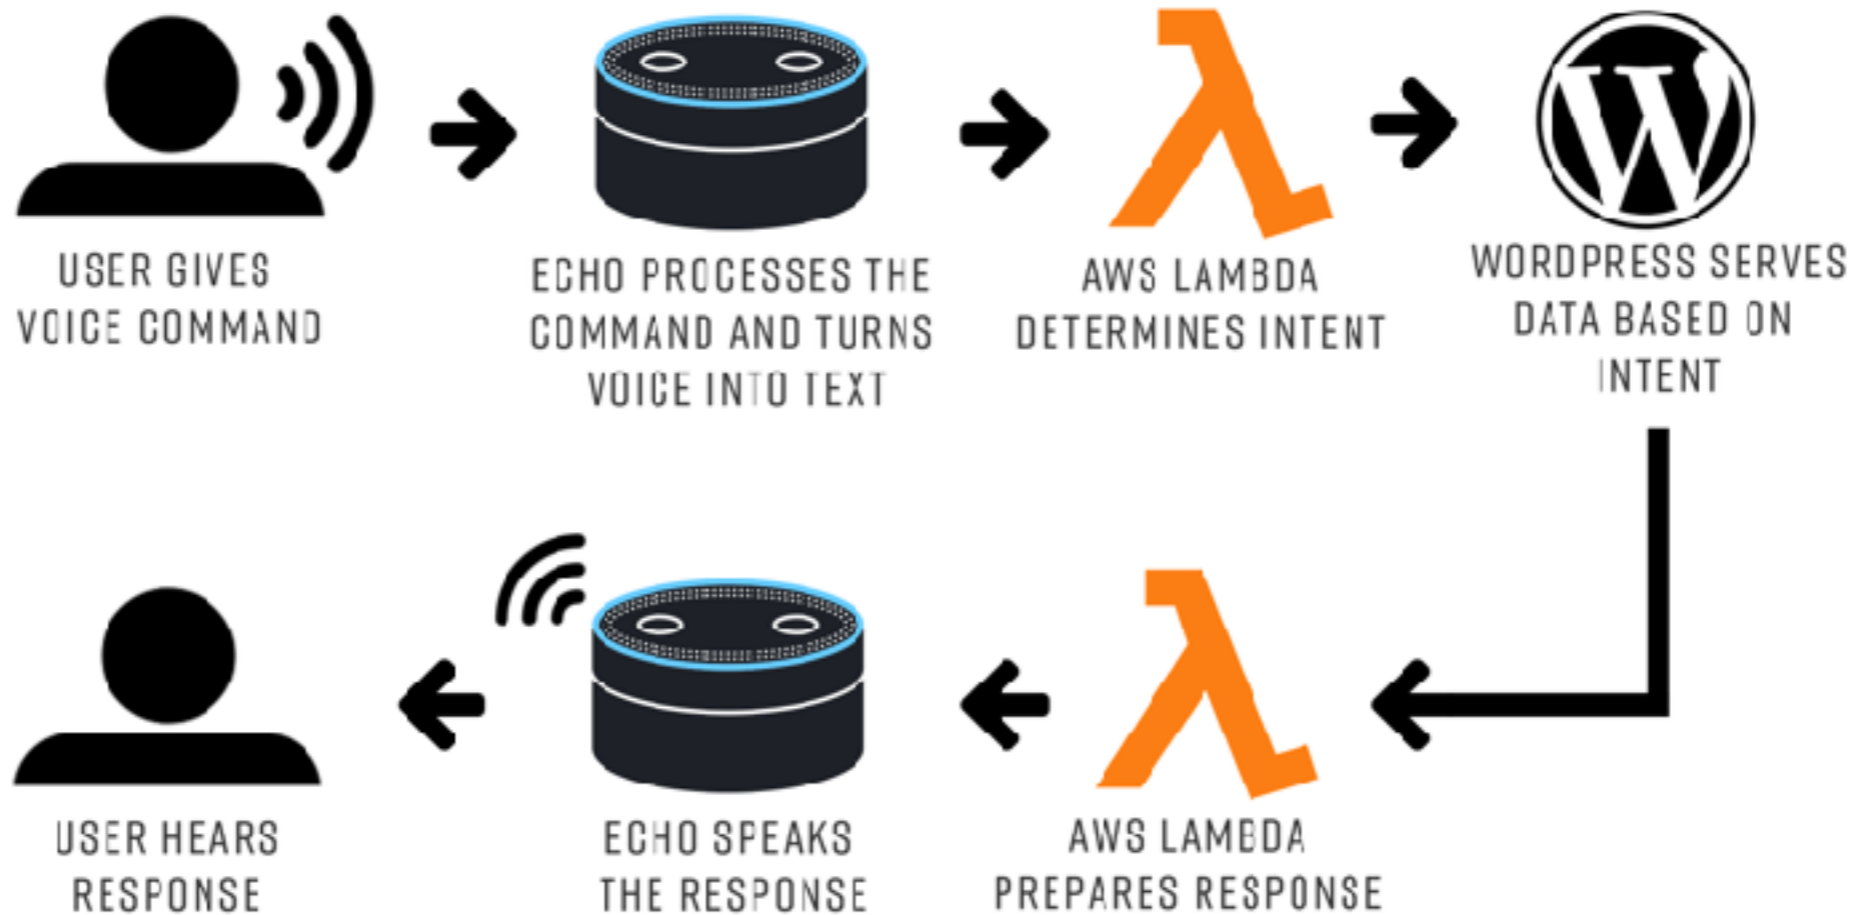 USER GIVES
VOICE COMMAND
ECHO PROCESSES THE
COMMAND AND TURNS
VOICE INTO TEXT
AWS LAMBDA
DETERMINES INTENT
WORDPRESS SERVES
DATA BASED ON
INTENT
USER HEARS
RESPONSE
ECHO SPEAKS
THE RESPONSE
AWS LAMBDA
PREPARES RESPONSE